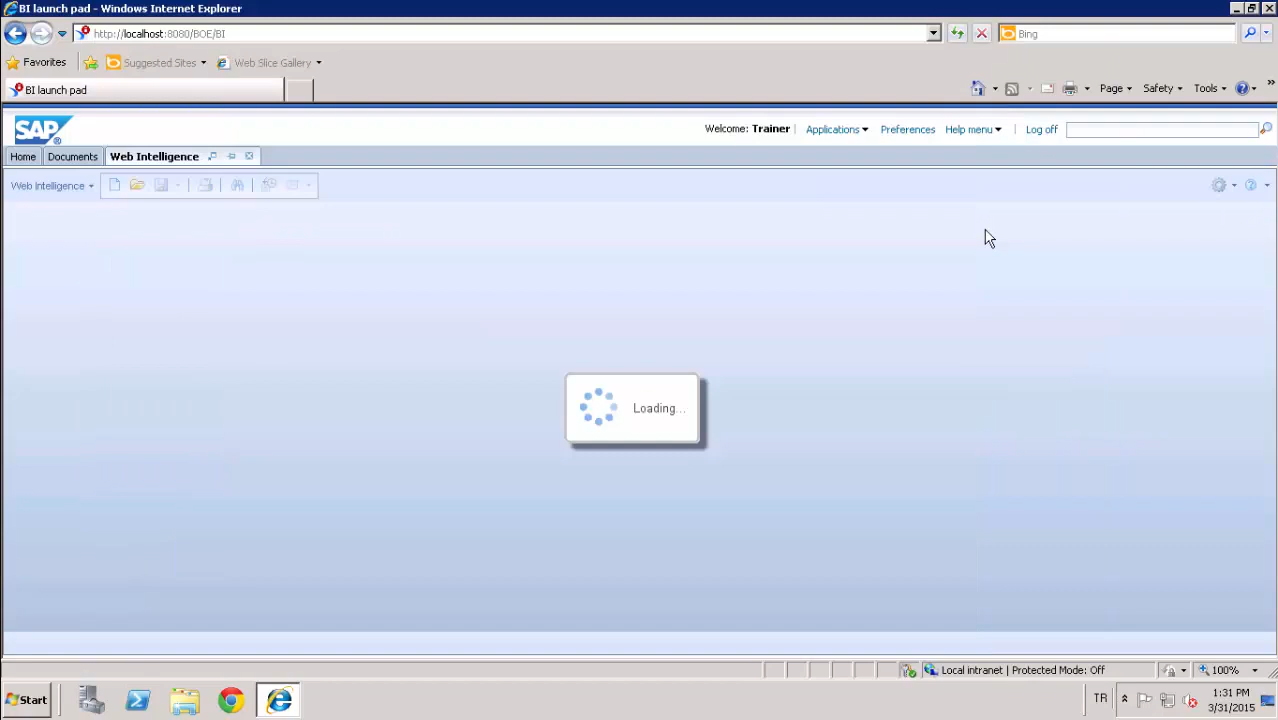 BI launch pad - Windows Internet Explorer
http://localhost:8080/BOE/BI
Bing
Favorites
Suggested Sites
Web Slice Gallery
BI launch pad
Page
Safety
Tools
SAP
Welcome: Trainer
Applications
Preferences
Help menu
Log off
Home
Documents
Web Intelligence
Web Intelligence
Loading...
Local intranet | Protected Mode: Off
100%
Start
TR
1:31 PM
3/31/2015